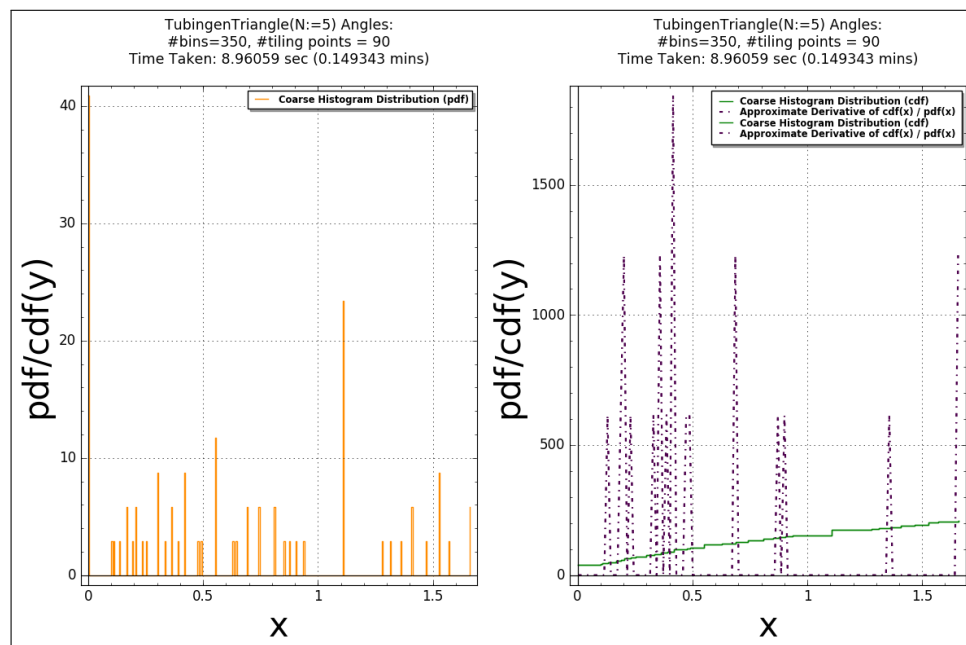 TubingenTriangle(N:=5) Angles:
#bins=350, #tiling points = 90
Time Taken: 8.96059 sec (0.149343 mins)
Coarse Histogram Distribution (pdf)
pdf/cdf(y)
40
30
20
10
0
0 0.5 1 1.5
x
TubingenTriangle(N:=5) Angles:
#bins=350, #tiling points = 90
Time Taken: 8.96059 sec (0.149343 mins)
Coarse Histogram Distribution (cdf)
Approximate Derivative of cdf(x) / pdf(x)
Coarse Histogram Distribution (cdf)
Approximate Derivative of cdf(x) / pdf(x)
pdf/cdf(y)
1500
1000
500
0
0 0.5 1 1.5
x